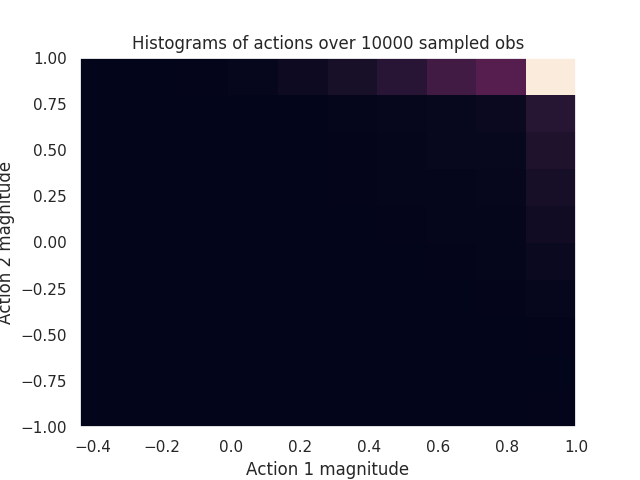 Histograms of actions over 10000 sampled obs
1.00
0.75
0.50
0.25
0.00
−0.25
−0.50
−0.75
−1.00
Action 2 magnitude
−0.4 −0.2 0.0 0.2 0.4 0.6 0.8 1.0
Action 1 magnitude